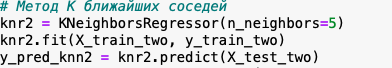 # Метод К ближайших соседей
knr2 = KNeighborsRegressor(n_neighbors=5)
knr2.fit(X_train_two, y_train_two)
y_pred_knn2 = knr2.predict(X_test_two)